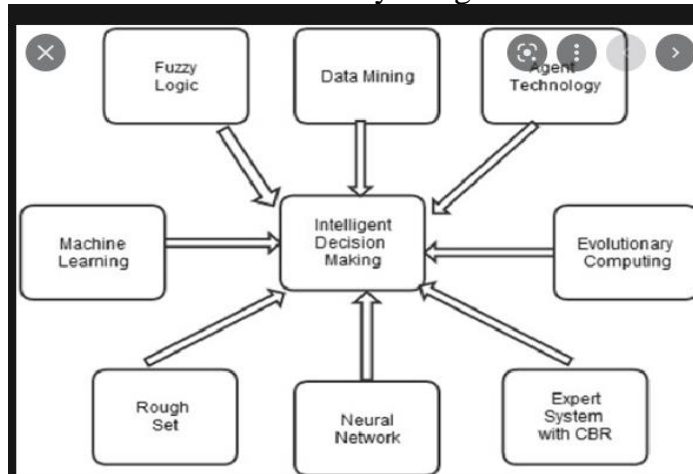 Fuzzy
Logic
Data Mining
Agent
Technology
Machine
Learning
Intelligent
Decision
Making
Evolutionary
Computing
Rough
Set
Neural
Network
Expert
System
with CBR